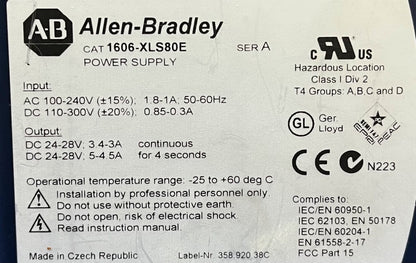 AB Allen-Bradley
CAT 1606-XLS80E SER A
POWER SUPPLY
c RU US
Hazardous Location
Class I Div 2
T4 Groups: A,B,C and D
Input:
AC 100-240V (±15%); 1.8-1A; 50-60Hz
DC 110-300V (±20%); 0.85-0.3A
GL Ger. Lloyd
Output:
DC 24-28V; 3.4-3A continuous
DC 24-28V; 5-4.5A for 4 seconds
CE C N223
Operational temperature range: -25 to +60 deg C
Installation by professional personnel only.
Do not use without protective earth.
Do not open, risk of electrical shock.
Read instruction manual.
Complies to:
IEC/EN 60950-1
IEC 62103, EN 50178
IEC/EN 60204-1
EN 61558-2-17
FCC Part 15
Made in Czech Republic Label-Nr. 358.920.38C